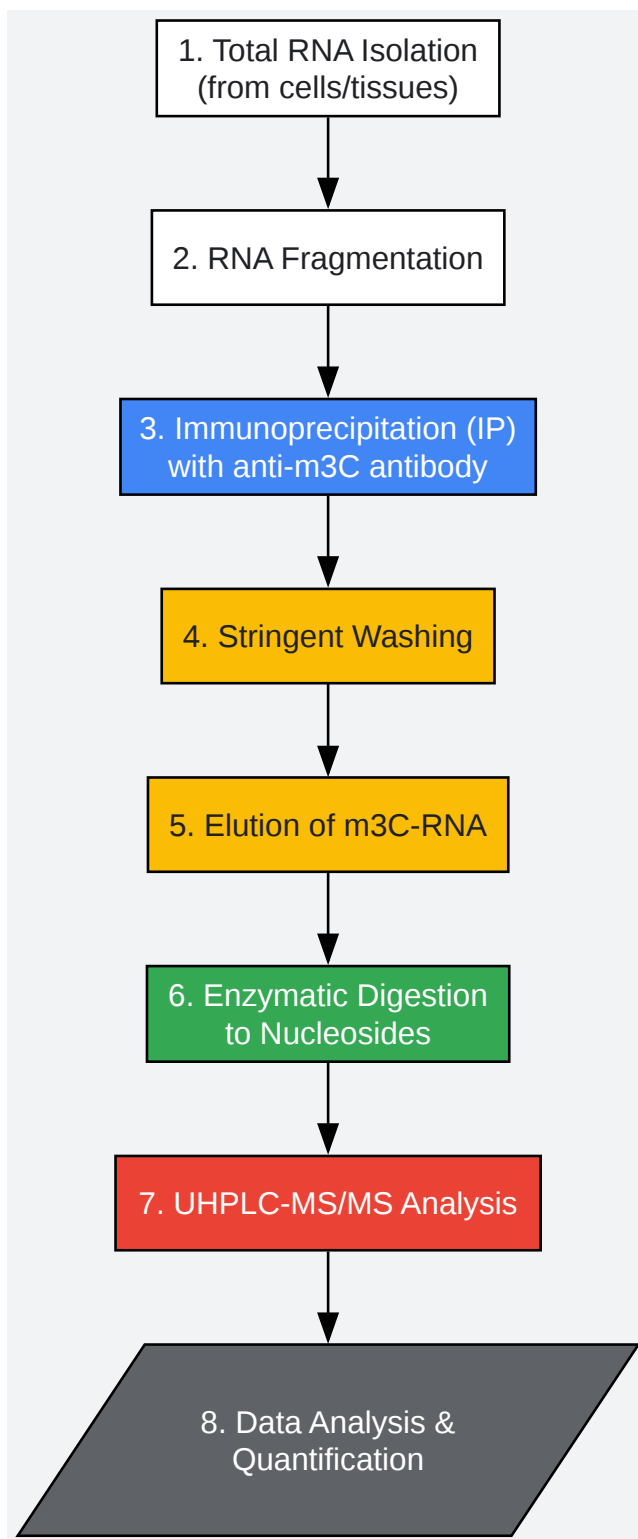 1. Total RNA Isolation
(from cells/tissues)
2. RNA Fragmentation
3. Immunoprecipitation (IP)
with anti-m3C antibody
4. Stringent Washing
5. Elution of m3C-RNA
6. Enzymatic Digestion
to Nucleosides
7. UHPLC-MS/MS Analysis
8. Data Analysis &
Quantification